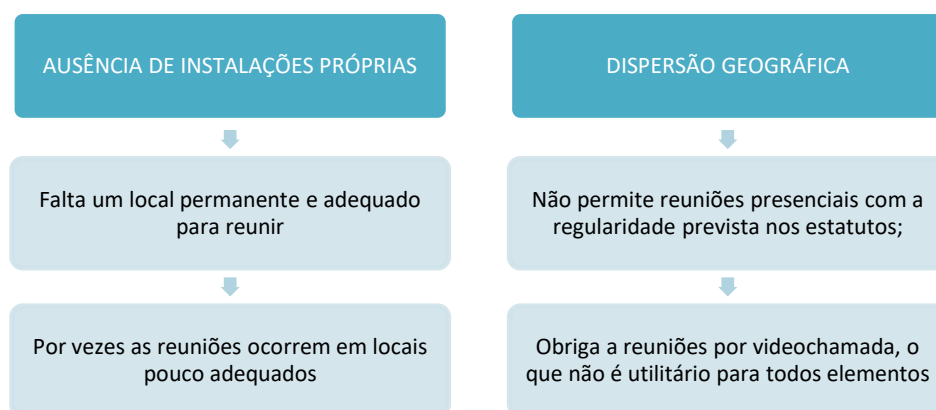 AUSÊNCIA DE INSTALAÇÕES PRÓPRIAS
Falta um local permanente e adequado
para reunir
Por vezes as reuniões ocorrem em locais
pouco adequados
DISPERSÃO GEOGRÁFICA
Não permite reuniões presenciais com a
regularidade prevista nos estatutos;
Obriga a reuniões por videochamada, o
que não é utilitário para todos elementos